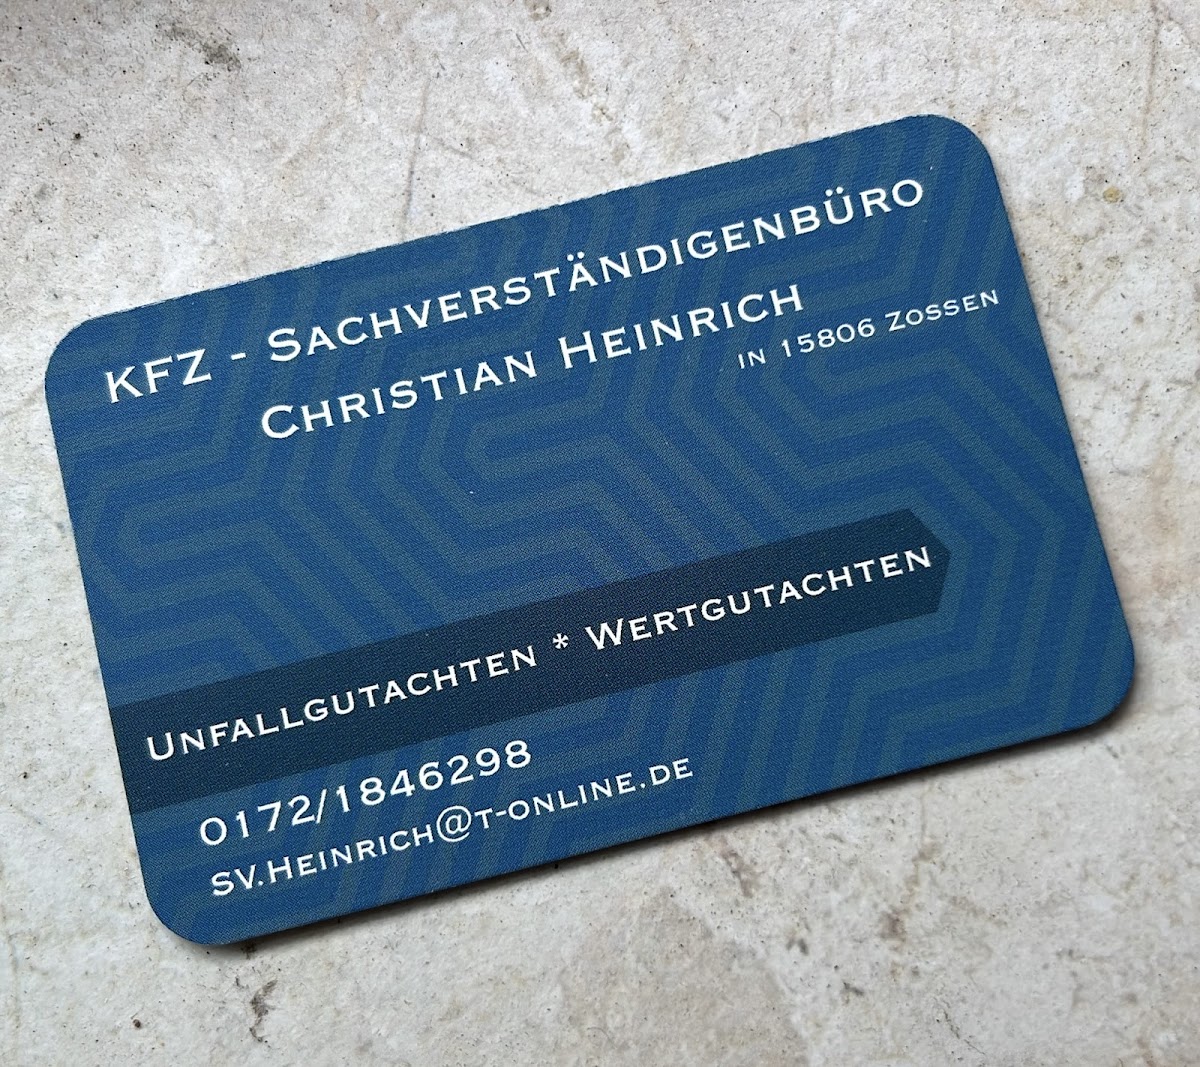 KFZ - Sachverständigenbüro
Christian Heinrich
in 15806 Zossen
Unfallgutachten * Wertgutachten
0172/1846298
sv.Heinrich@t-online.de